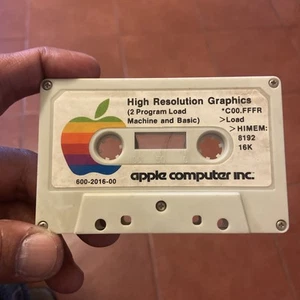 High Resolution Graphics
(2 Program Load
Machine and Basic)
*C00.FFFR
>Load
>HIMEM:
8192
16K
600-2016-00
apple computer inc.